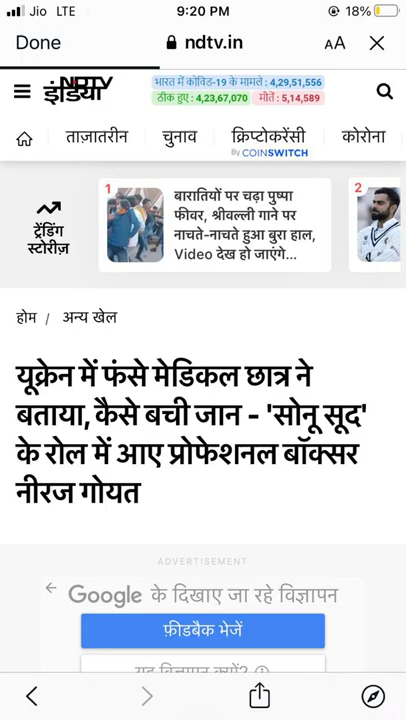 Jio LTE 9:20 PM 18%
Done ndtv.in AA
NDTV
इंडिया
भारत में कोविड-19 के मामले : 4,29,51,556
ठीक हुए : 4,23,67,070 मौतें : 5,14,589
ताज़ातरीन चुनाव क्रिप्टोकरेंसी कोरोना
By COINSWITCH
ट्रेंडिंग
स्टोरीज़
1
बारातियों पर चढ़ा पुष्पा
फीवर, श्रीवल्ली गाने पर
नाचते-नाचते हुआ बुरा हाल,
Video देख हो जाएंगे...
2
होम / अन्य खेल
यूक्रेन में फंसे मेडिकल छात्र ने
बताया, कैसे बची जान - 'सोनू सूद'
के रोल में आए प्रोफेशनल बॉक्सर
नीरज गोयत
ADVERTISEMENT
Google के दिखाए जा रहे विज्ञापन
फ़ीडबैक भेजें
यह विज्ञापन क्यों?